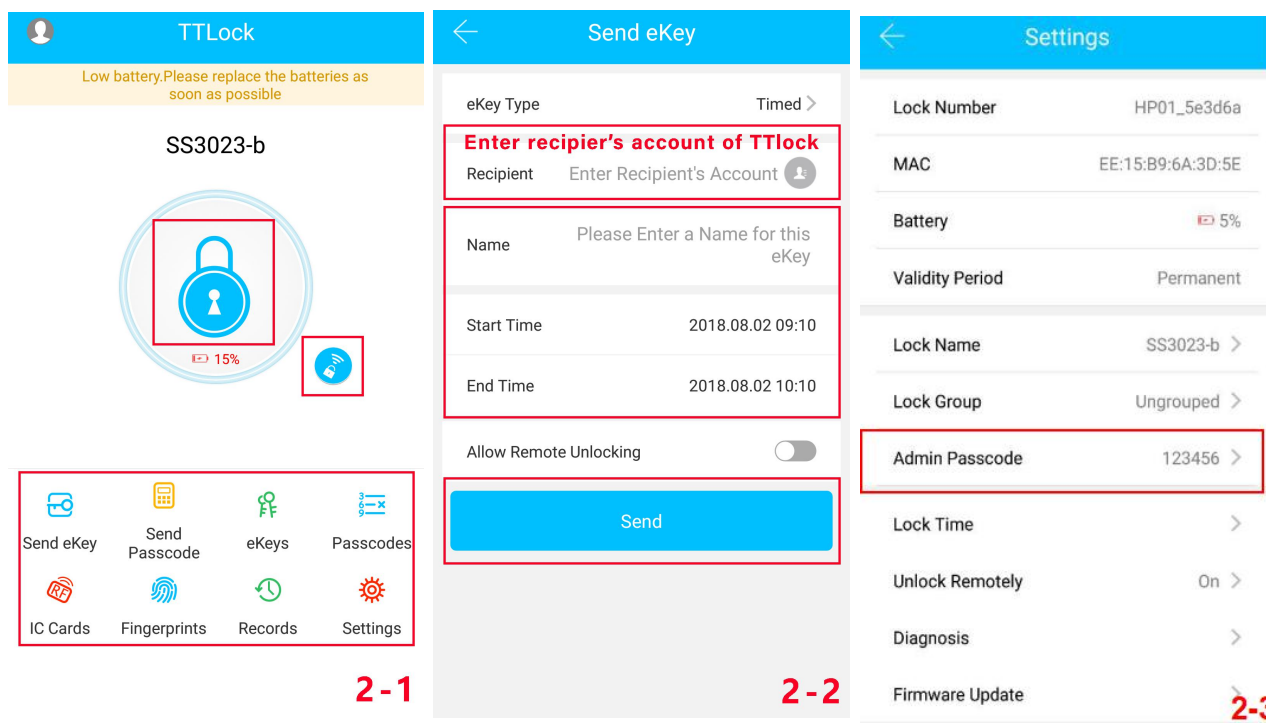 TTLock
Low battery.Please replace the batteries as
soon as possible
SS3023-b
15%
Send eKey
Send
Passcode
eKeys
Passcodes
IC Cards
Fingerprints
Records
Settings
2-1
Send eKey
eKey Type
Timed
Enter recipier's account of TTlock
Recipient
Enter Recipient's Account
Name
Please Enter a Name for this
eKey
Start Time
2018.08.02 09:10
End Time
2018.08.02 10:10
Allow Remote Unlocking
Send
2-2
Settings
Lock Number
HP01_5e3d6a
MAC
EE:15:B9:6A:3D:5E
Battery
5%
Validity Period
Permanent
Lock Name
SS3023-b
Lock Group
Ungrouped
Admin Passcode
123456
Lock Time
Unlock Remotely
On
Diagnosis
Firmware Update